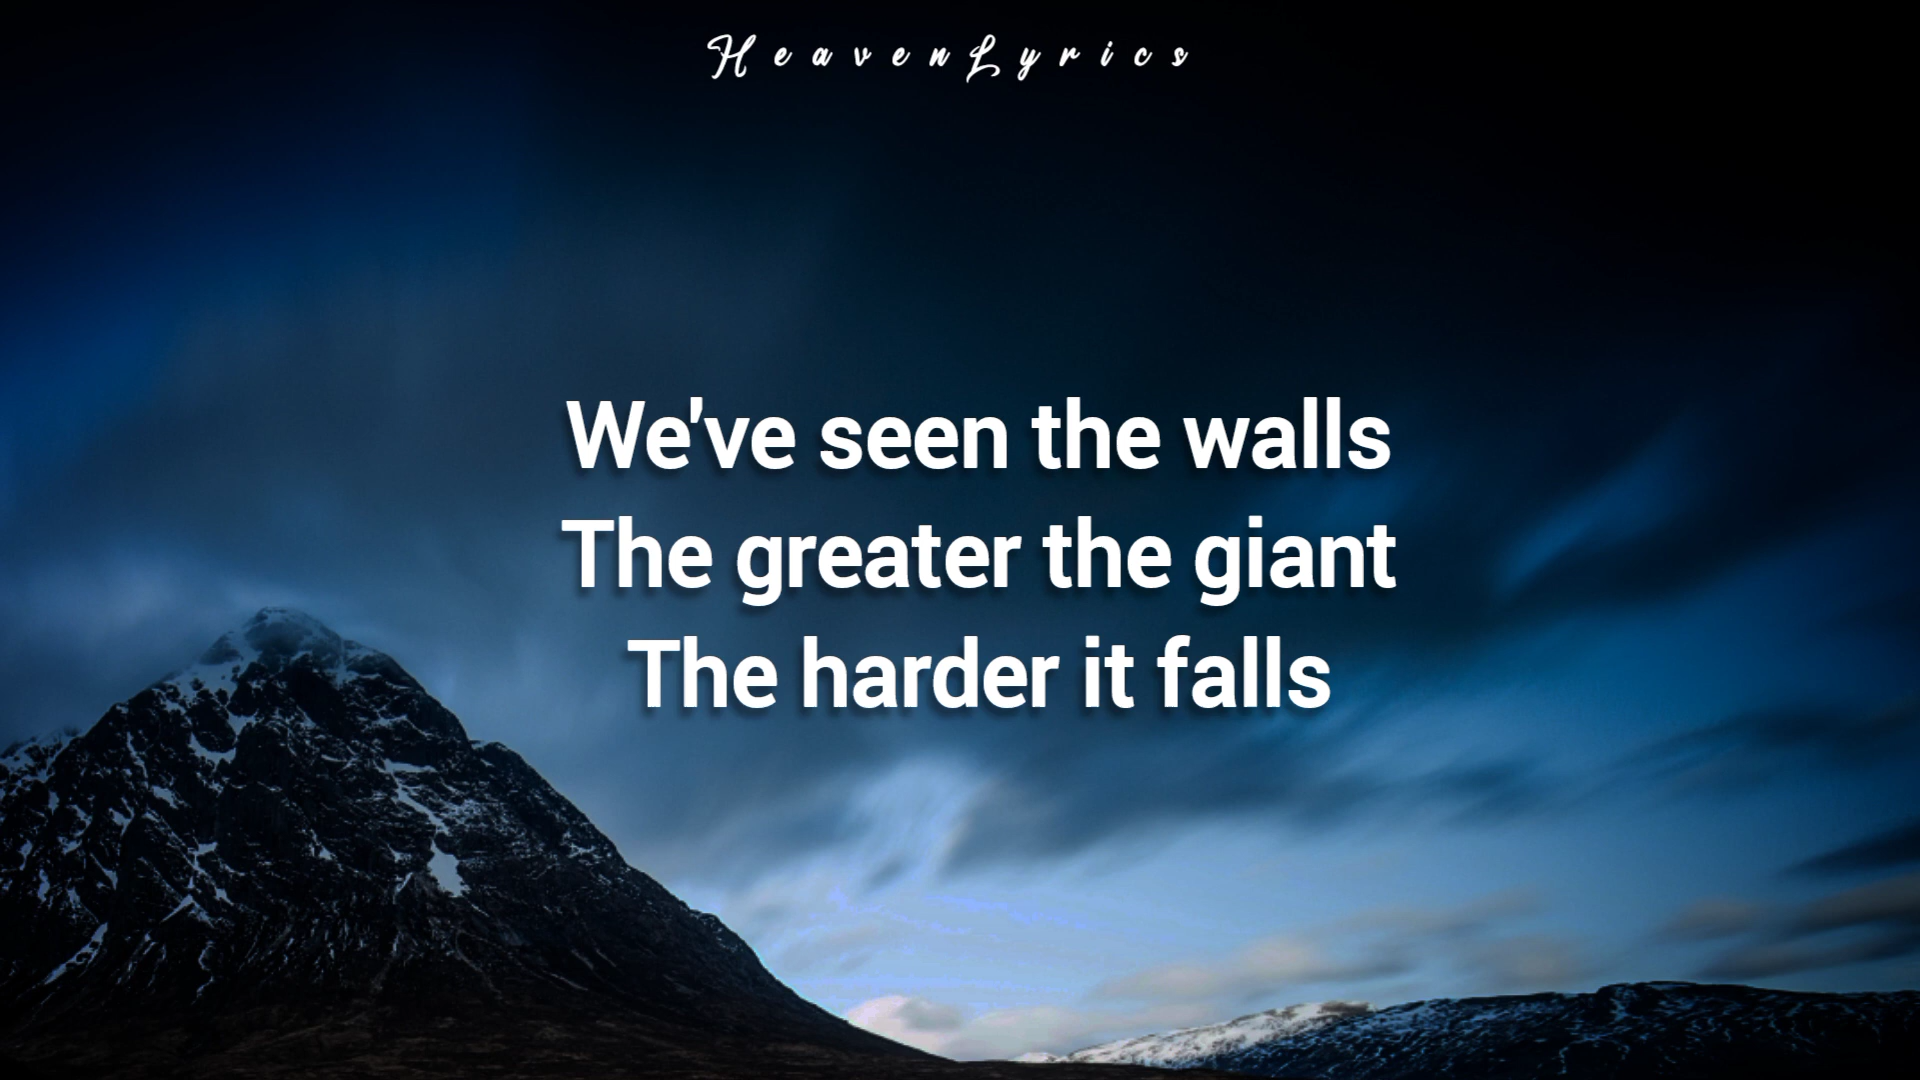 HeavenLyrics
We've seen the walls
The greater the giant
The harder it falls